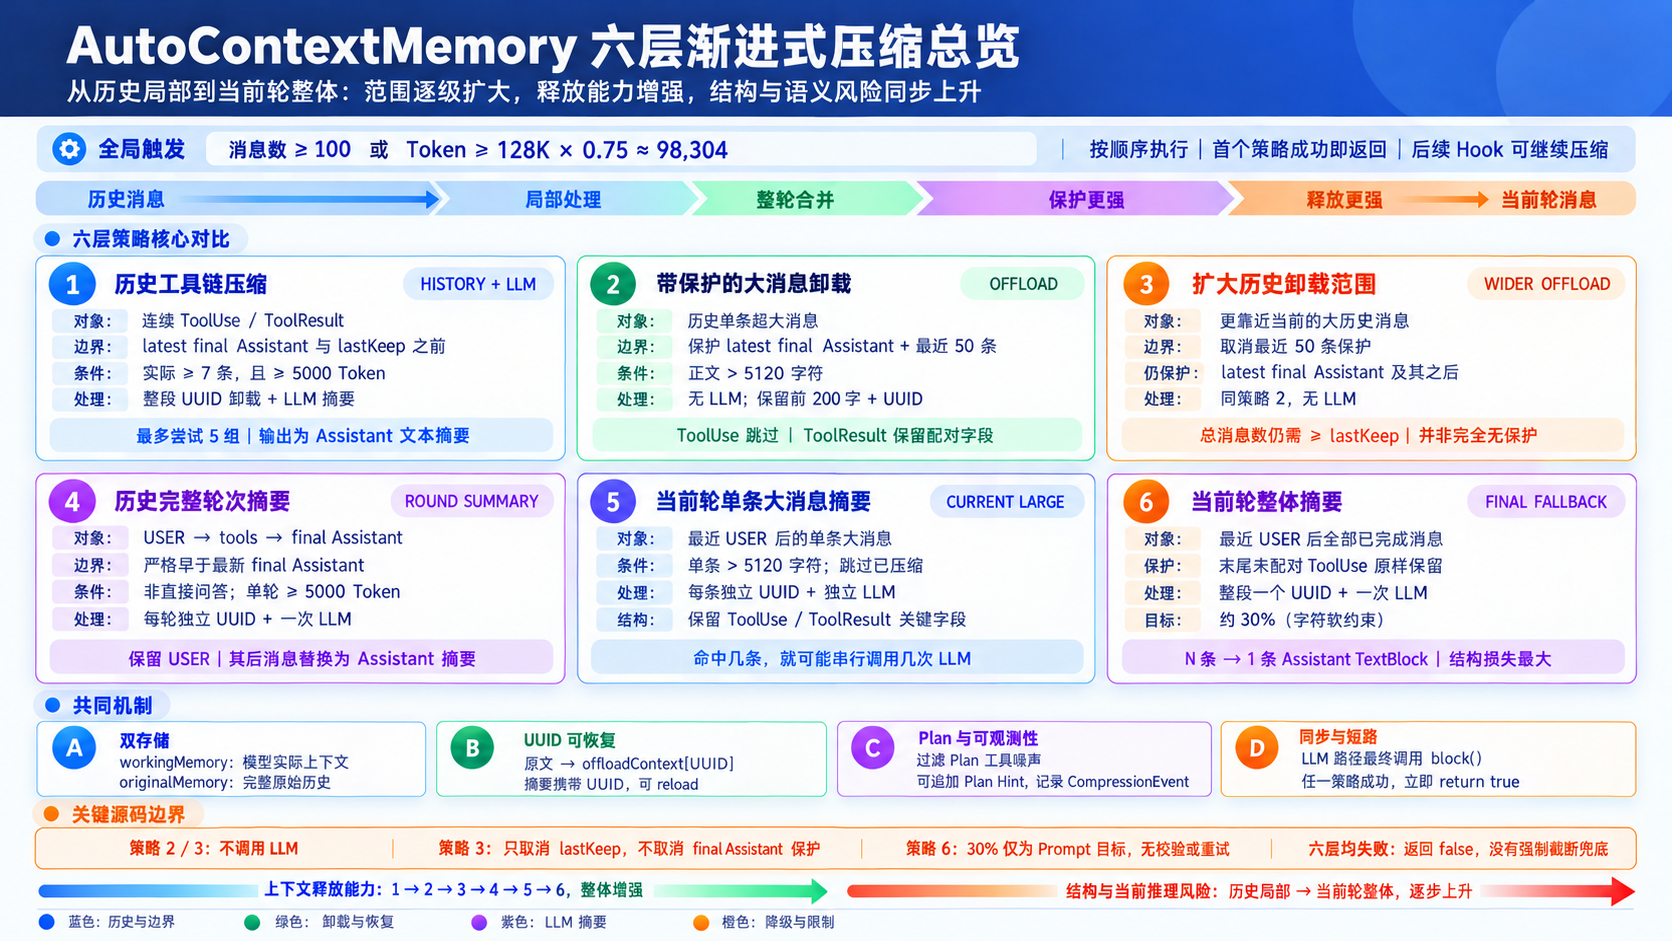 AutoContextMemory 六层渐进式压缩总览
从历史局部到当前轮整体：范围逐级扩大，释放能力增强，结构与语义风险同步上升
全局触发 消息数 ≥ 100 或 Token ≥ 128K × 0.75 ≈ 98,304 按顺序执行 | 首个策略成功即返回 | 后续 Hook 可继续压缩
历史消息 局部处理 整轮合并 保护更强 释放更强 当前轮消息
六层策略核心对比
1 历史工具链压缩 HISTORY + LLM
对象： 连续 ToolUse / ToolResult
边界： latest final Assistant 与 lastKeep 之前
条件： 实际 ≥ 7 条，且 ≥ 5000 Token
处理： 整段 UUID 卸载 + LLM 摘要
最多尝试 5 组 | 输出为 Assistant 文本摘要
2 带保护的大消息卸载 OFFLOAD
对象： 历史单条超大消息
边界： 保护 latest final Assistant + 最近 50 条
条件： 正文 > 5120 字符
处理： 无 LLM；保留前 200 字 + UUID
ToolUse 跳过 | ToolResult 保留配对字段
3 扩大历史卸载范围 WIDER OFFLOAD
对象： 更靠近当前的大历史消息
边界： 取消最近 50 条保护
仍保护： latest final Assistant 及其之后
处理： 同策略 2，无 LLM
总消息数仍需 ≥ lastKeep | 并非完全无保护
4 历史完整轮次摘要 ROUND SUMMARY
对象： USER → tools → final Assistant
边界： 严格早于最新 final Assistant
条件： 非直接问答；单轮 ≥ 5000 Token
处理： 每轮独立 UUID + 一次 LLM
保留 USER | 其后消息替换为 Assistant 摘要
5 当前轮单条大消息摘要 CURRENT LARGE
对象： 最近 USER 后的单条大消息
条件： 单条 > 5120 字符；跳过已压缩
处理： 每条独立 UUID + 独立 LLM
结构： 保留 ToolUse / ToolResult 关键字段
命中几条，就可能串行调用几次 LLM
6 当前轮整体摘要 FINAL FALLBACK
对象： 最近 USER 后全部已完成消息
保护： 末尾未配对 ToolUse 原样保留
处理： 整段一个 UUID + 一次 LLM
目标： 约 30%（字符软约束）
N 条 → 1 条 Assistant TextBlock | 结构损失最大
共同机制
A 双存储
workingMemory：模型实际上下文
originalMemory：完整原始历史
B UUID 可恢复
原文 → offloadContext[UUID]
摘要携带 UUID，可 reload
C Plan 与可观测性
过滤 Plan 工具噪声
可追加 Plan Hint, 记录 CompressionEvent
D 同步与短路
LLM 路径最终调用 block()
任一策略成功，立即 return true
关键源码边界
策略 2 / 3：不调用 LLM 策略 3：只取消 lastKeep，不取消 final Assistant 保护 策略 6：30% 仅为 Prompt 目标，无校验或重试 六层均失败：返回 false，没有强制截断兜底
上下文释放能力：1 → 2 → 3 → 4 → 5 → 6，整体增强 结构与当前推理风险：历史局部 → 当前轮整体，逐步上升
蓝色：历史与边界 绿色：卸载与恢复 紫色：LLM 摘要 橙色：降级与限制